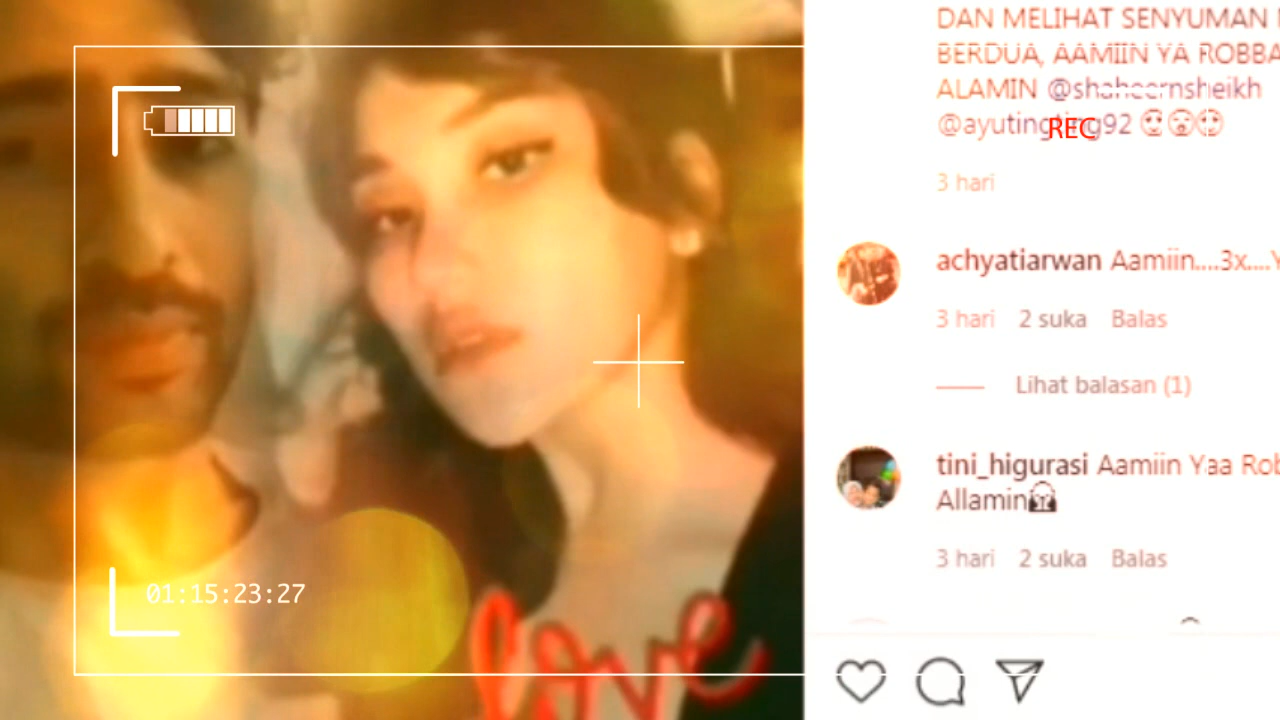 DAN MELIHAT SENYUMAN
BERDUA, AAMIIN YA ROBBA
ALAMIN @shaheernsheikh
@ayutingting92
REC
3 hari
achyatiarwan Aamiin....3x....Y
3 hari 2 suka Balas
Lihat balasan (1)
tini_higurasi Aamiin Yaa Rob
Allamin
3 hari 2 suka Balas
01:15:23:27
love